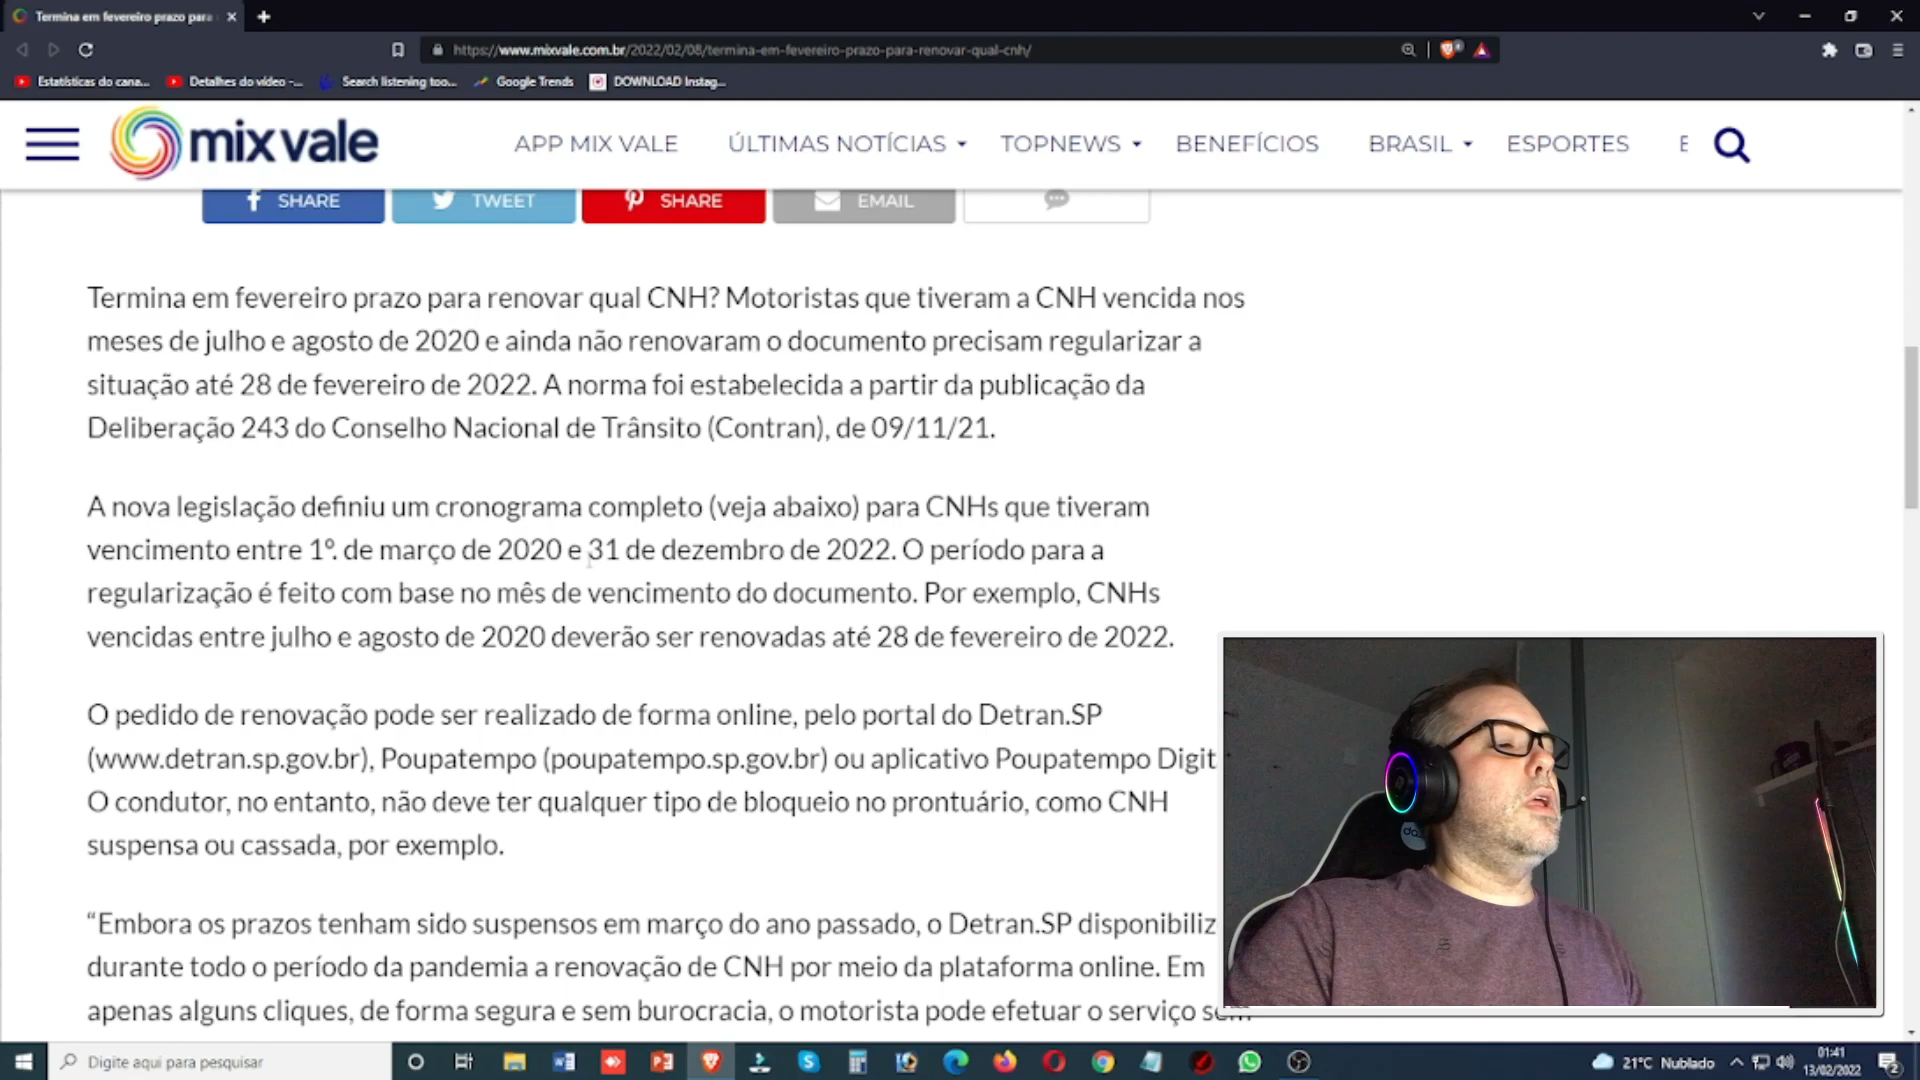 Termina em fevereiro prazo para
https://www.mixvale.com.br/2022/02/08/termina-em-fevereiro-prazo-para-renovar-qual-cnh/
Estatísticas do cana... Detalhes do vídeo -... Search listening too... Google Trends DOWNLOAD Instag...
mix vale APP MIX VALE ÚLTIMAS NOTÍCIAS TOPNEWS BENEFÍCIOS BRASIL ESPORTES E
SHARE TWEET SHARE EMAIL
Termina em fevereiro prazo para renovar qual CNH? Motoristas que tiveram a CNH vencida nos
meses de julho e agosto de 2020 e ainda não renovaram o documento precisam regularizar a
situação até 28 de fevereiro de 2022. A norma foi estabelecida a partir da publicação da
Deliberação 243 do Conselho Nacional de Trânsito (Contran), de 09/11/21.
A nova legislação definiu um cronograma completo (veja abaixo) para CNHs que tiveram
vencimento entre 1º. de março de 2020 e 31 de dezembro de 2022. O período para a
regularização é feito com base no mês de vencimento do documento. Por exemplo, CNHs
vencidas entre julho e agosto de 2020 deverão ser renovadas até 28 de fevereiro de 2022.
O pedido de renovação pode ser realizado de forma online, pelo portal do Detran.SP
(www.detran.sp.gov.br), Poupatempo (poupatempo.sp.gov.br) ou aplicativo Poupatempo Digit
O condutor, no entanto, não deve ter qualquer tipo de bloqueio no prontuário, como CNH
suspensa ou cassada, por exemplo.
“Embora os prazos tenham sido suspensos em março do ano passado, o Detran.SP disponibiliz
durante todo o período da pandemia a renovação de CNH por meio da plataforma online. Em
apenas alguns cliques, de forma segura e sem burocracia, o motorista pode efetuar o serviço sem
Digite aqui para pesquisar
21°C Nublado
01:41
13/02/2022
2